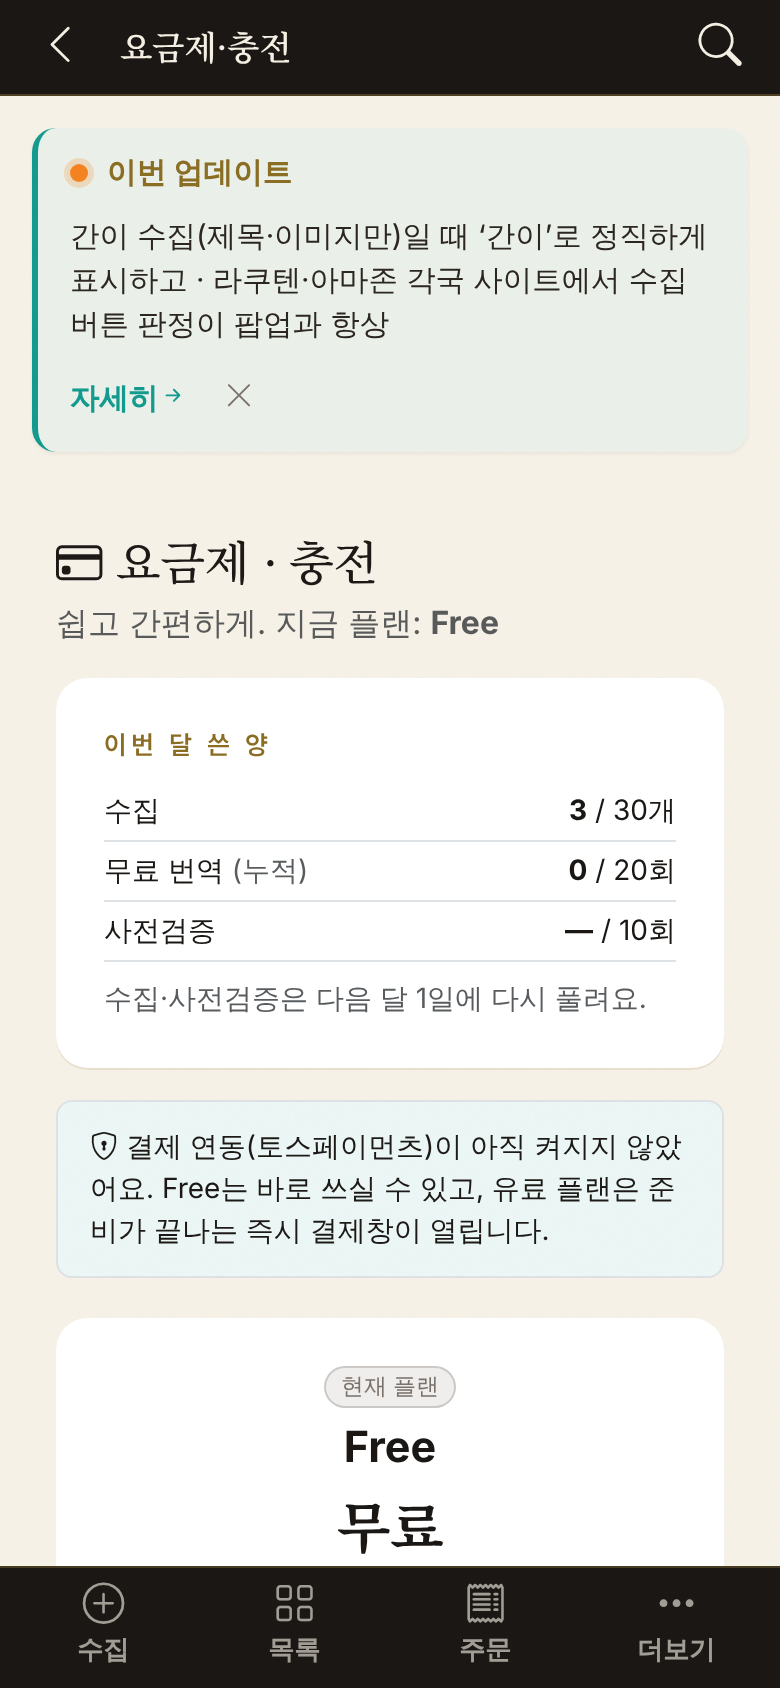 요금제·충전
이번 업데이트
간이 수집(제목·이미지만)일 때 ‘간이’로 정직하게
표시하고 · 라쿠텐·아마존 각국 사이트에서 수집
버튼 판정이 팝업과 항상
자세히 →
요금제 · 충전
쉽고 간편하게. 지금 플랜: Free
이번 달 쓴 양
수집 3 / 30개
무료 번역 (누적) 0 / 20회
사전검증 — / 10회
수집·사전검증은 다음 달 1일에 다시 풀려요.
결제 연동(토스페이먼츠)이 아직 켜지지 않았
어요. Free는 바로 쓰실 수 있고, 유료 플랜은 준
비가 끝나는 즉시 결제창이 열립니다.
현재 플랜
Free
무료
수집 목록 주문 더보기